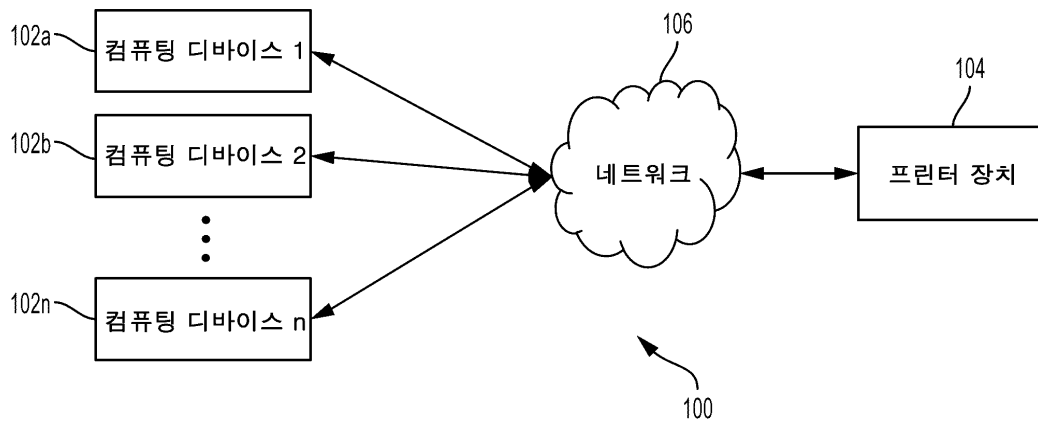 102a
컴퓨팅 디바이스 1
102b
컴퓨팅 디바이스 2
102n
컴퓨팅 디바이스 n
106
네트워크
104
프린터 장치
100